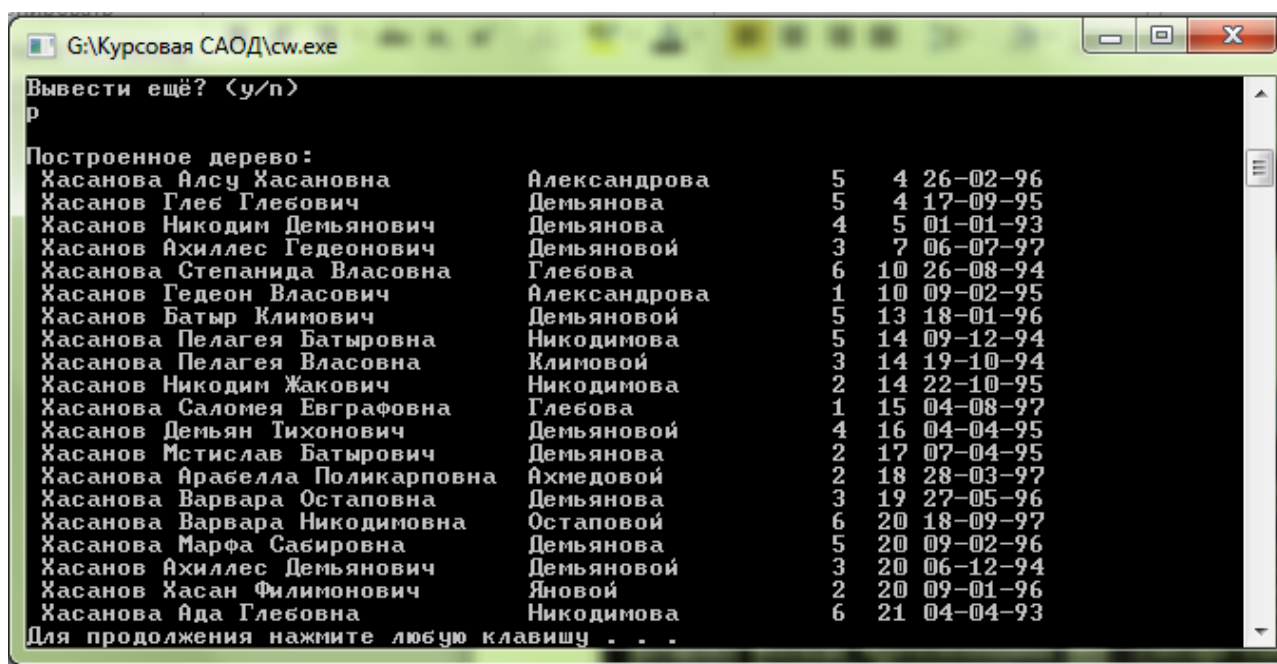 G:\Курсовая САОД\cw.exe
Вывести ещё? (y/n)
p
Построенное дерево:
Хасанова Алсу Хасановна Александрова 5 4 26-02-96
Хасанов Глеб Глебович Демьянова 5 4 17-09-95
Хасанов Никодим Демьянович Демьянова 4 5 01-01-93
Хасанов Ахиллес Гедеонович Демьяновой 3 7 06-07-97
Хасанова Степанида Власовна Глебова 6 10 26-08-94
Хасанов Гедеон Власович Александрова 1 10 09-02-95
Хасанов Батыр Климович Демьяновой 5 13 18-01-96
Хасанов Пелагея Батыровна Никодимова 5 14 09-12-94
Хасанов Пелагея Власовна Климовой 3 14 19-10-94
Хасанов Никодим Жакович Никодимова 2 14 22-10-95
Хасанова Саломея Евграфовна Глебова 1 15 04-08-97
Хасанов Демьян Тихонович Демьяновой 4 16 04-04-95
Хасанов Мстислав Батырович Демьянова 2 17 07-04-95
Хасанова Арабелла Поликарповна Ахмедовой 2 18 28-03-97
Хасанова Варвара Остаповна Демьянова 3 19 27-05-96
Хасанова Варвара Никодимовна Остаповой 6 20 18-09-97
Хасанова Марфа Сабировна Демьянова 5 20 09-02-96
Хасанов Ахиллес Демьянович Демьяновой 3 20 06-12-94
Хасанов Хасан Филимонович Яновой 2 20 09-01-96
Хасанова Ада Глебовна Никодимова 6 21 04-04-93
Для продолжения нажмите любую клавишу . . .